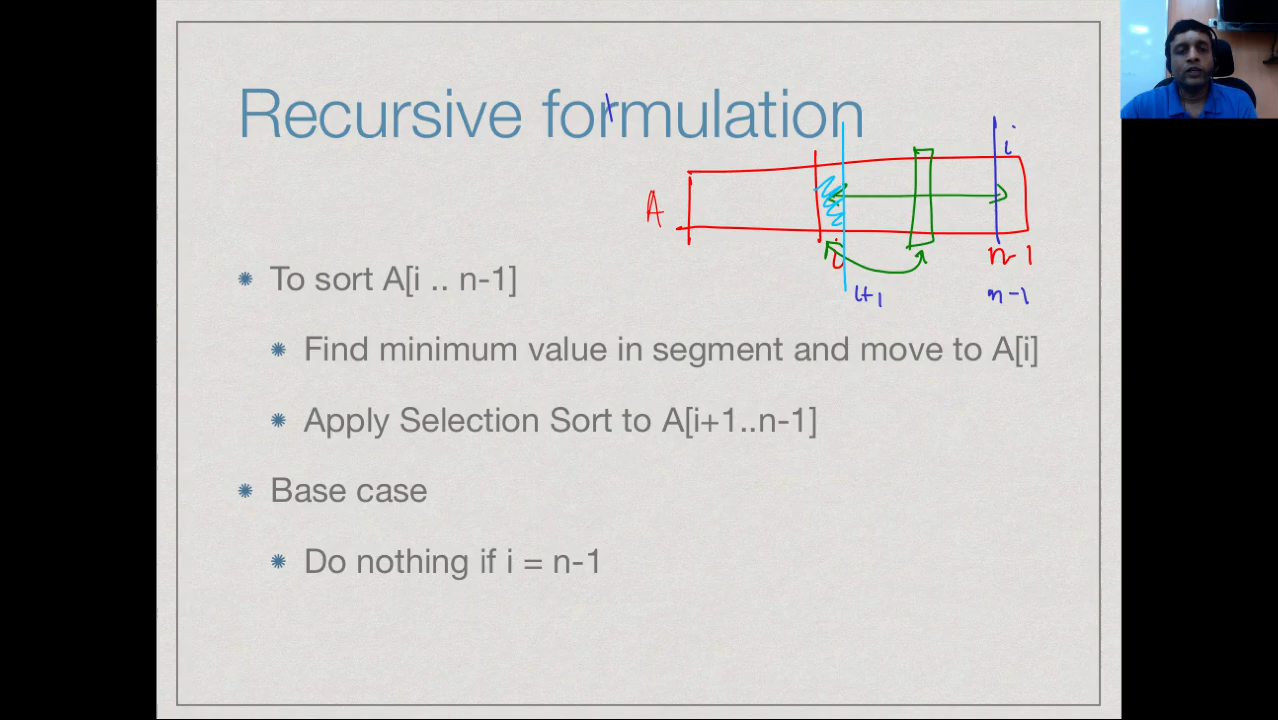 Recursive formulation
i
A
i
n-1
i+1
n-1
To sort A[i .. n-1]
Find minimum value in segment and move to A[i]
Apply Selection Sort to A[i+1..n-1]
Base case
Do nothing if i = n-1